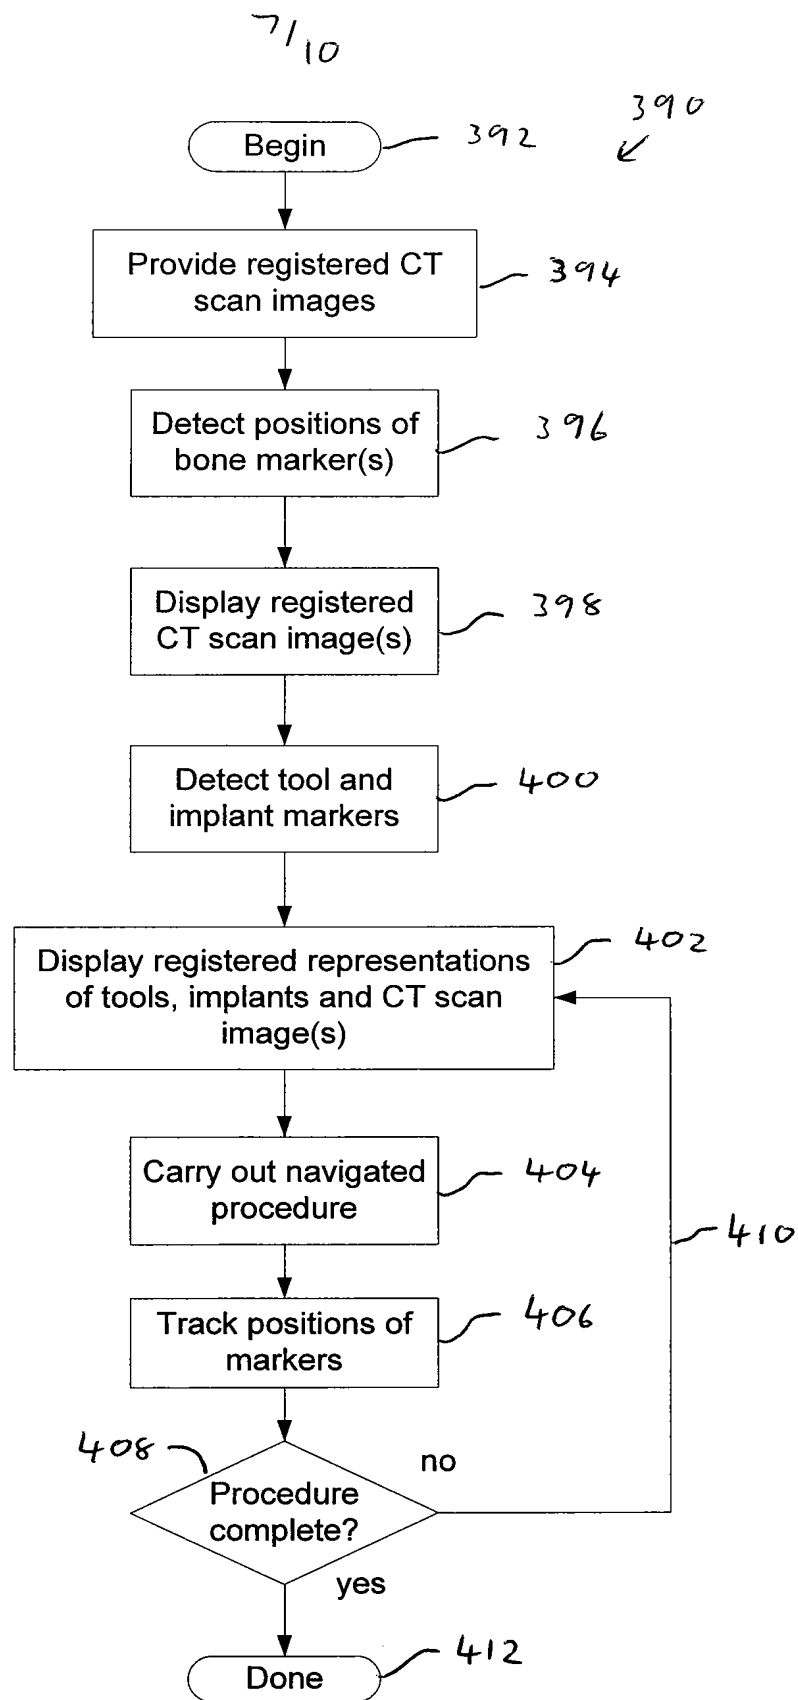 7/10
390
Begin
392
Provide registered CT
scan images
394
Detect positions of
bone marker(s)
396
Display registered
CT scan image(s)
398
Detect tool and
implant markers
400
Display registered representations
of tools, implants and CT scan
image(s)
402
Carry out navigated
procedure
404
410
Track positions of
markers
406
408
no
Procedure
complete?
yes
Done
412